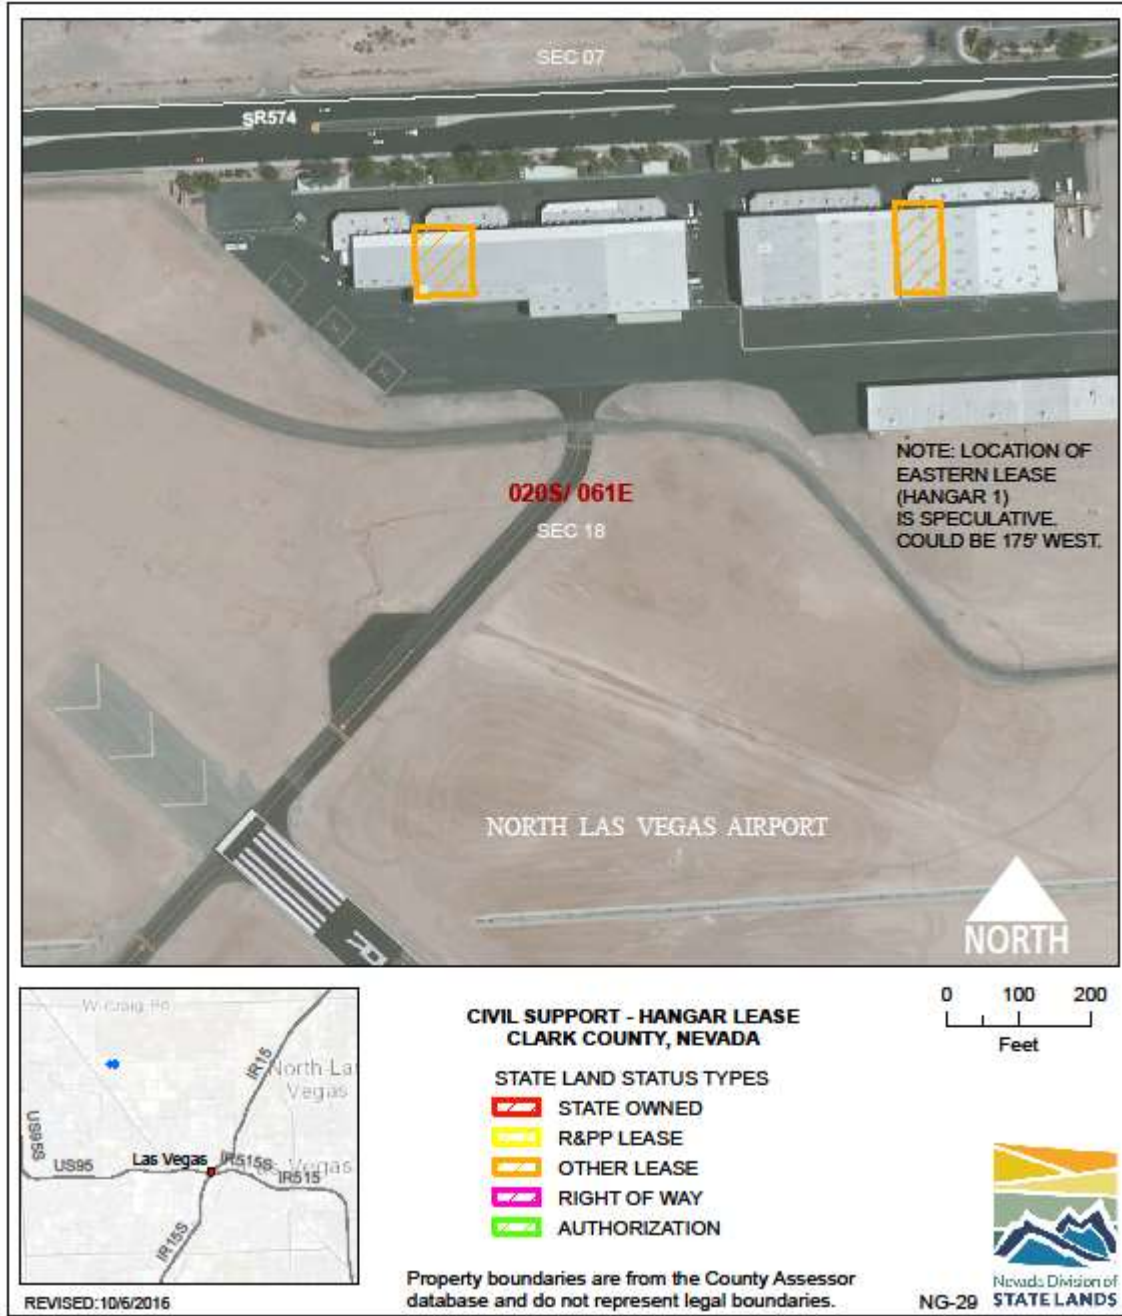 SEC 07
SR574
NOTE: LOCATION OF
EASTERN LEASE
(HANGAR 1)
IS SPECULATIVE.
COULD BE 175' WEST.
020S/ 061E
SEC 18
NORTH LAS VEGAS AIRPORT
NORTH
W Craig Rd
IR15
North Las
Vegas
US95S
US95
Las Vegas
IR515S
Vegas
IR515
IR15S
REVISED:10/6/2016
CIVIL SUPPORT - HANGAR LEASE
CLARK COUNTY, NEVADA
STATE LAND STATUS TYPES
STATE OWNED
R&PP LEASE
OTHER LEASE
RIGHT OF WAY
AUTHORIZATION
Property boundaries are from the County Assessor
database and do not represent legal boundaries.
0 100 200
Feet
NG-29
Nevada Division of
STATE LANDS